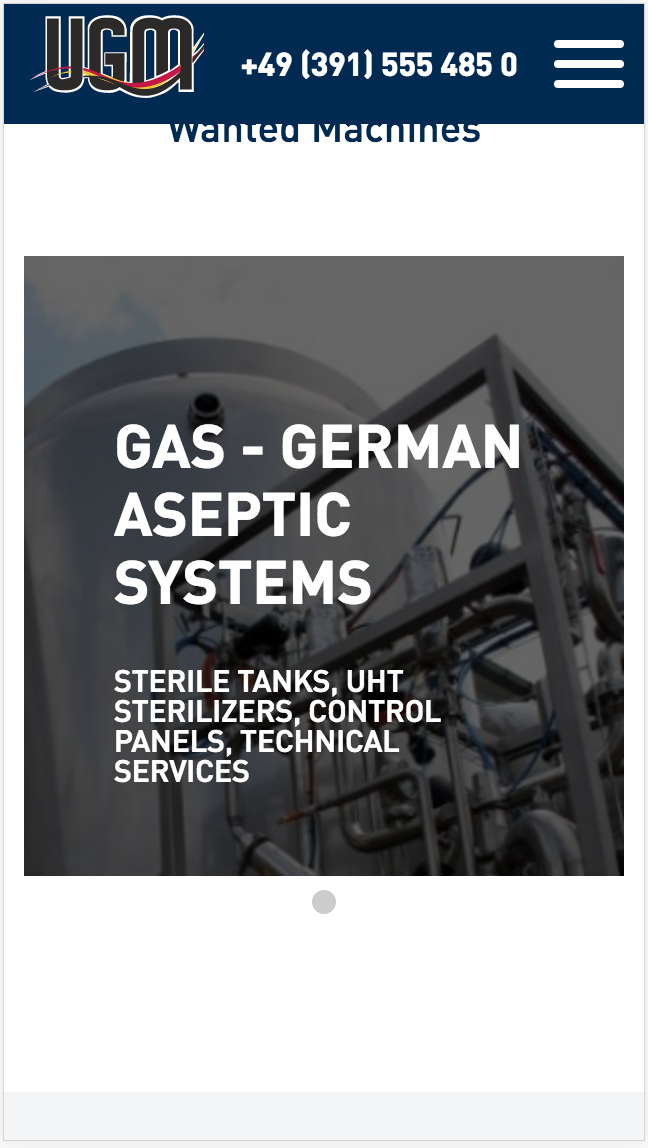 UGM
+49 (391) 555 485 0
Wanted Machines
GAS - GERMAN
ASEPTIC
SYSTEMS
STERILE TANKS, UHT
STERILIZERS, CONTROL
PANELS, TECHNICAL
SERVICES